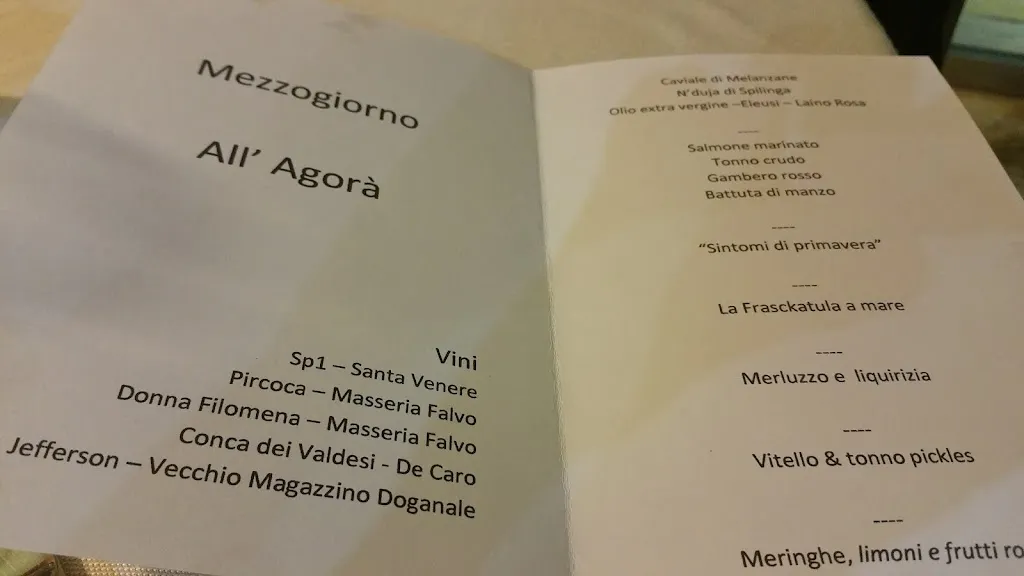 Mezzogiorno
All' Agorà
Vini
Sp1 – Santa Venere
Pircoca – Masseria Falvo
Donna Filomena – Masseria Falvo
Conca dei Valdesi - De Caro
Jefferson – Vecchio Magazzino Doganale
Caviale di Melanzane
N'duja di Spilinga
Olio extra vergine –Eleusi – Laino Rosa
----
Salmone marinato
Tonno crudo
Gambero rosso
Battuta di manzo
----
"Sintomi di primavera"
----
La Frasckatula a mare
----
Merluzzo e liquirizia
----
Vitello & tonno pickles
----
Meringhe, limoni e frutti ro